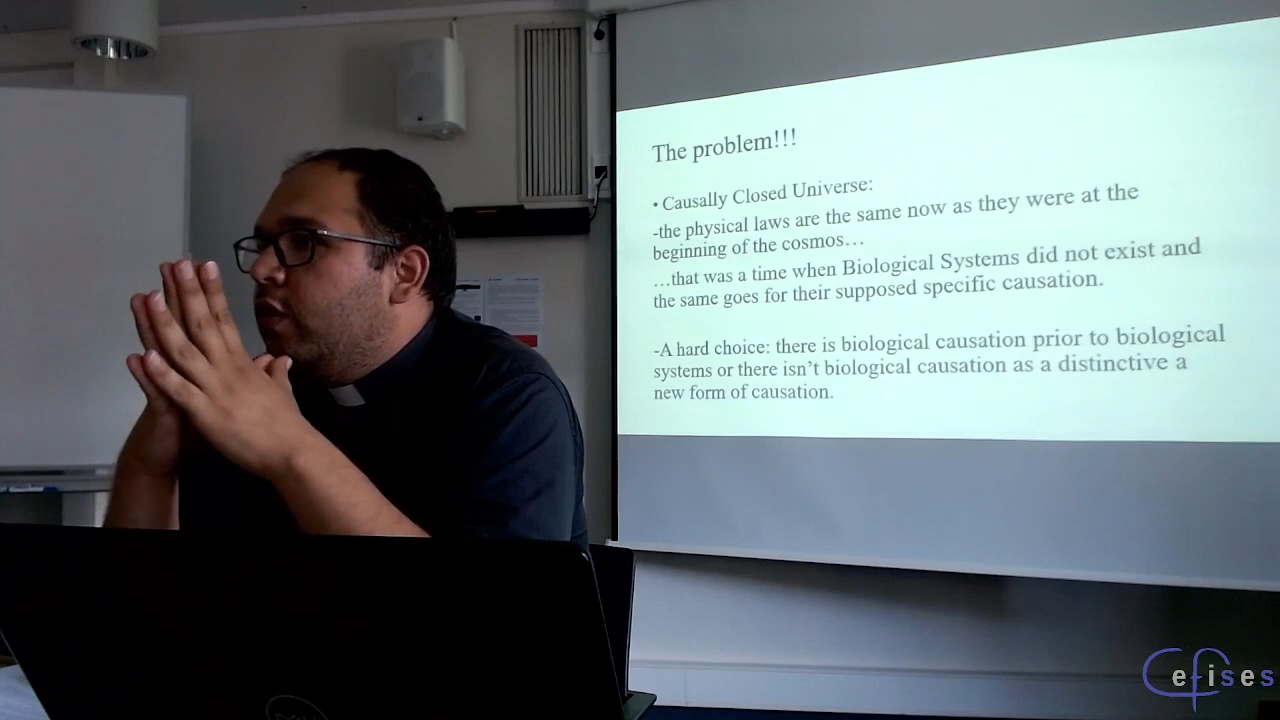 The problem!!!
• Causally Closed Universe:
-the physical laws are the same now as they were at the
beginning of the cosmos…
…that was a time when Biological Systems did not exist and
the same goes for their supposed specific causation.
-A hard choice: there is biological causation prior to biological
systems or there isn’t biological causation as a distinctive a
new form of causation.
Cefises
DELL